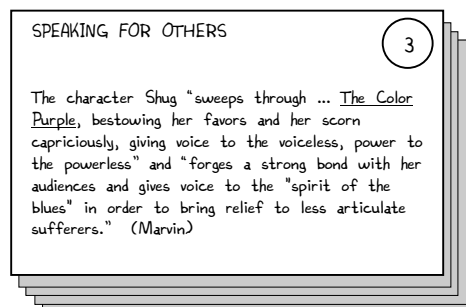 SPEAKING FOR OTHERS
3
The character Shug "sweeps through ... The Color
Purple, bestowing her favors and her scorn
capriciously, giving voice to the voiceless, power to
the powerless" and "forges a strong bond with her
audiences and gives voice to the "spirit of the
blues" in order to bring relief to less articulate
sufferers." (Marvin)